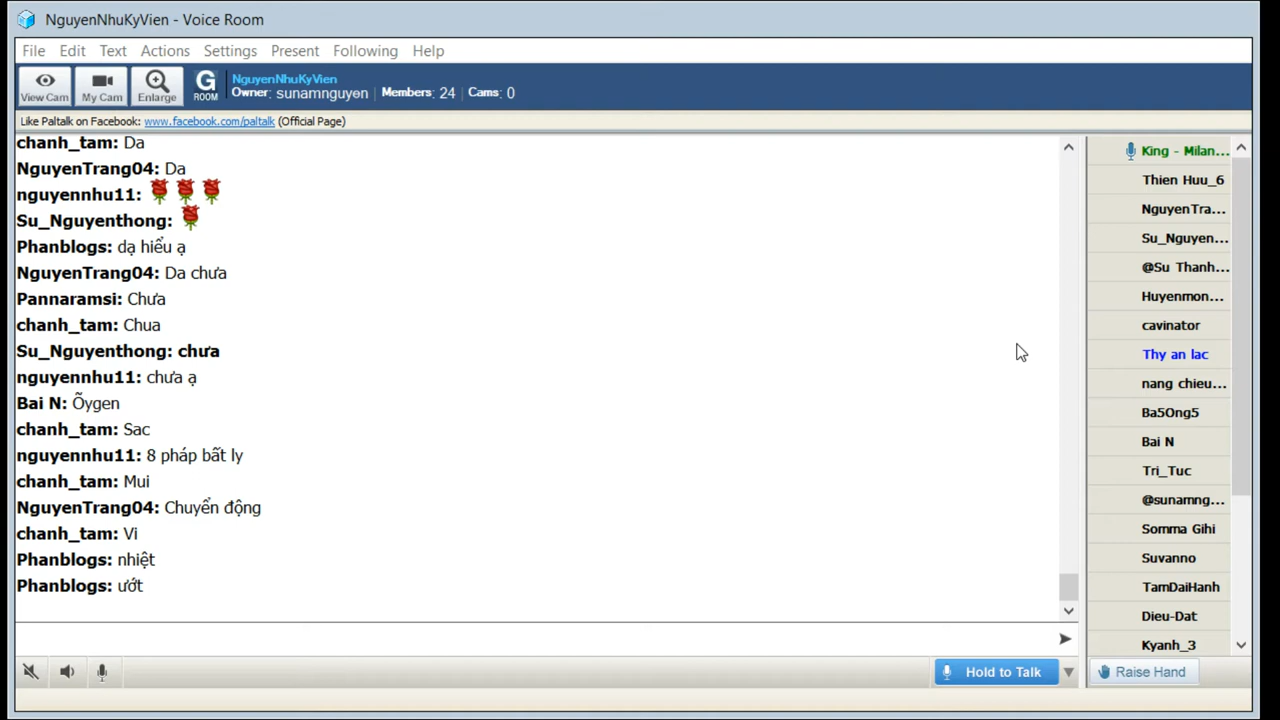 NguyenNhuKyVien - Voice Room
File Edit Text Actions Settings Present Following Help
View Cam My Cam Enlarge G ROOM
NguyenNhuKyVien
Owner: sunamnguyen | Members: 24 | Cams: 0
Like Paltalk on Facebook: www.facebook.com/paltalk (Official Page)
chanh_tam: Da
NguyenTrang04: Da
nguyennhu11:
Su_Nguyenthong:
Phanblogs: dạ hiểu ạ
NguyenTrang04: Da chưa
Pannaramsi: Chưa
chanh_tam: Chua
Su_Nguyenthong: chưa
nguyennhu11: chưa ạ
Bai N: Õygen
chanh_tam: Sac
nguyennhu11: 8 pháp bất ly
chanh_tam: Mui
NguyenTrang04: Chuyển động
chanh_tam: Vi
Phanblogs: nhiệt
Phanblogs: ướt
King - Milan...
Thien Huu_6
NguyenTra...
Su_Nguyen...
@Su Thanh...
Huyenmon...
cavinator
Thy an lac
nang chieu...
Ba5Ong5
Bai N
Tri_Tuc
@sunamng...
Somma Gihi
Suvanno
TamDaiHanh
Dieu-Dat
Kyanh_3
Hold to Talk
Raise Hand